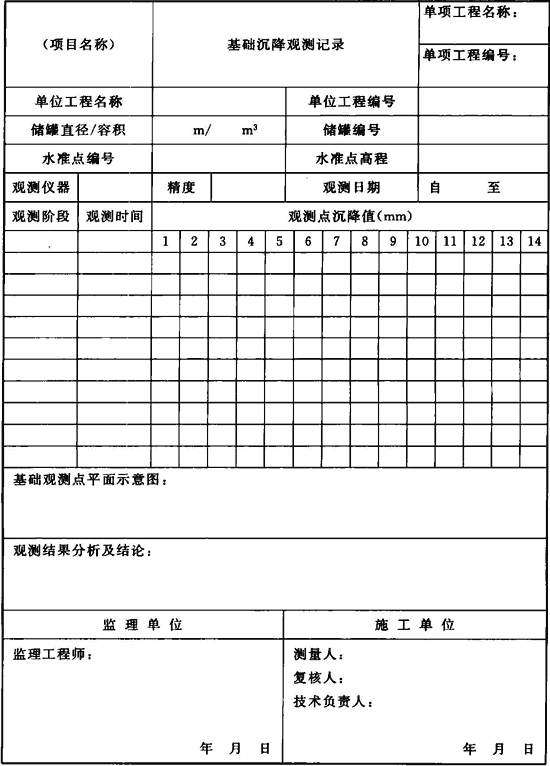 （项目名称）
基础沉降观测记录
单项工程名称：
单项工程编号：
单位工程名称
单位工程编号
储罐直径/容积
m/ m³
储罐编号
水准点编号
水准点高程
观测仪器
精度
观测日期
自 至
观测阶段
观测时间
观测点沉降值(mm)
1 2 3 4 5 6 7 8 9 10 11 12 13 14
基础观测点平面示意图：
观测结果分析及结论：
监理单位
施工单位
监理工程师：
年 月 日
测量人：
复核人：
技术负责人：
年 月 日